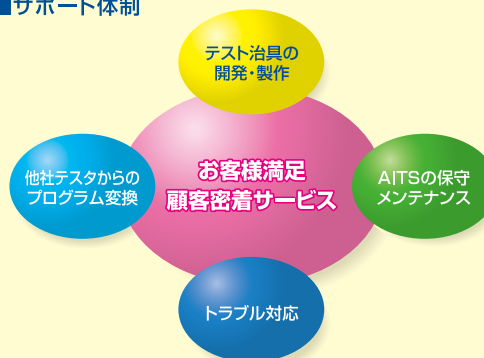 ■サポート体制
テスト治具の
開発・製作
他社テスタからの
プログラム変換
お客様満足
顧客密着サービス
AITSの保守
メンテナンス
トラブル対応